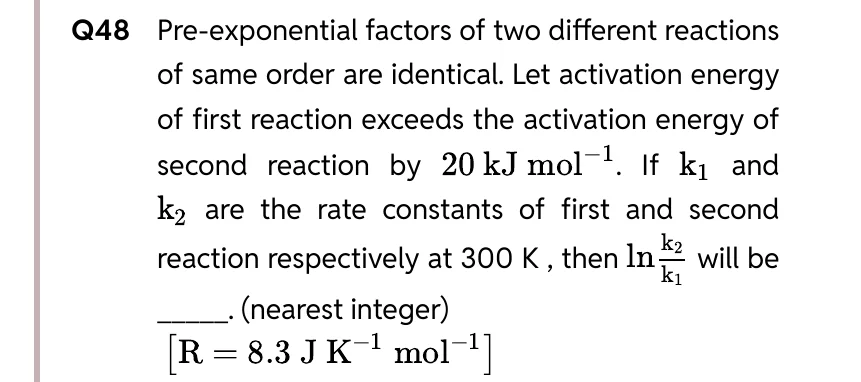 Q48 Pre-exponential factors of two different reactions
of same order are identical. Let activation energy
of first reaction exceeds the activation energy of
second reaction by 20 kJ mol⁻¹. If k₁ and
k₂ are the rate constants of first and second
reaction respectively at 300 K , then ln k₂/k₁ will be
_____. (nearest integer)
[R = 8.3 J K⁻¹ mol⁻¹]